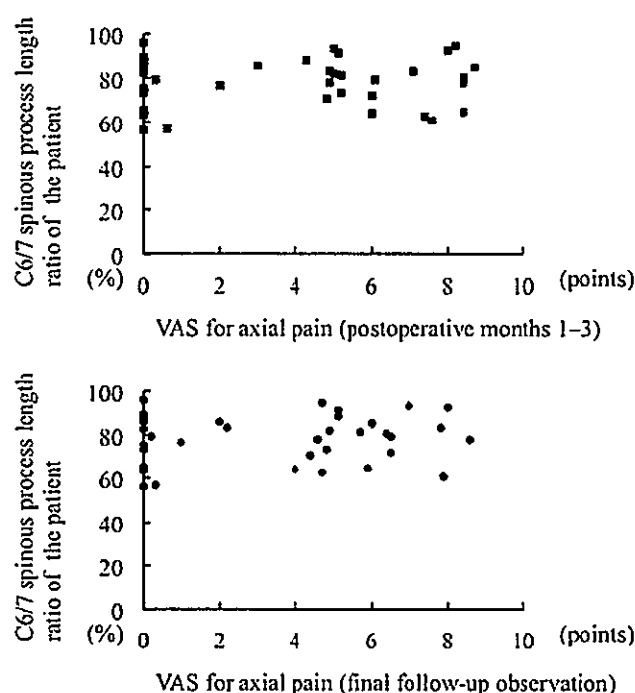 C6/7 spinous process length
ratio of the patient
100
80
60
40
20
0
(%)
0 2 4 6 8 10 (points)
VAS for axial pain (postoperative months 1–3)
C6/7 spinous process length
ratio of the patient
100
80
60
40
20
0
(%)
0 2 4 6 8 10 (points)
VAS for axial pain (final follow-up observation)